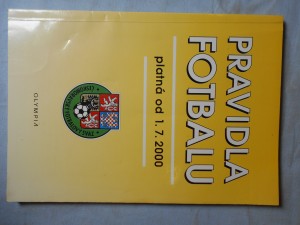 PRAVIDLA
FOTBALU
platná od 1. 7. 2000
OLYMPIA